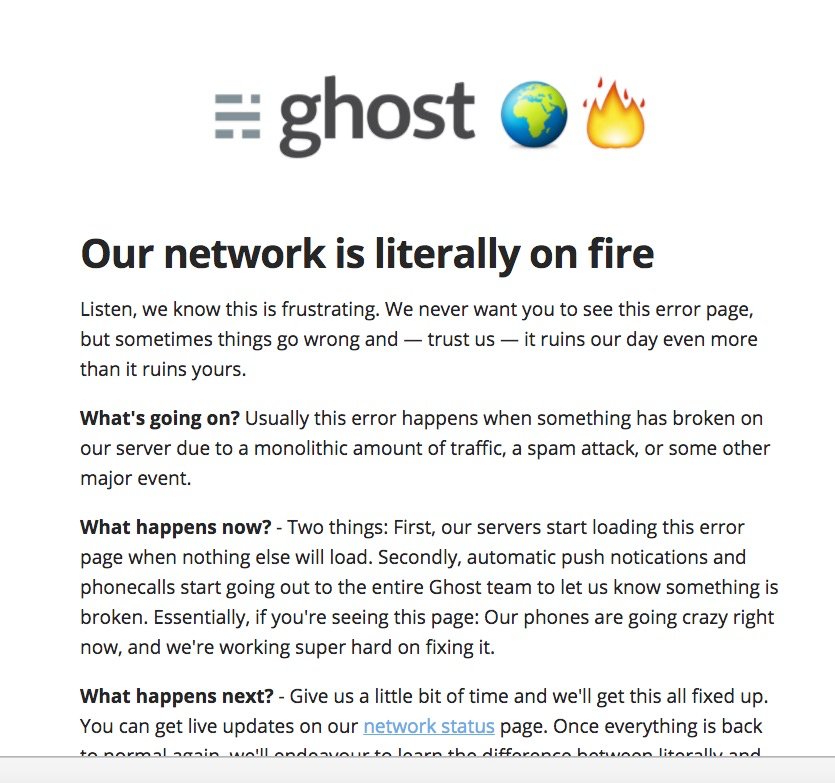 ghost
Our network is literally on fire
Listen, we know this is frustrating. We never want you to see this error page,
but sometimes things go wrong and — trust us — it ruins our day even more
than it ruins yours.
What's going on? Usually this error happens when something has broken on
our server due to a monolithic amount of traffic, a spam attack, or some other
major event.
What happens now? - Two things: First, our servers start loading this error
page when nothing else will load. Secondly, automatic push notications and
phonecalls start going out to the entire Ghost team to let us know something is
broken. Essentially, if you're seeing this page: Our phones are going crazy right
now, and we're working super hard on fixing it.
What happens next? - Give us a little bit of time and we'll get this all fixed up.
You can get live updates on our network status page. Once everything is back
to normal again, we'll endeavour to learn the difference between literally and